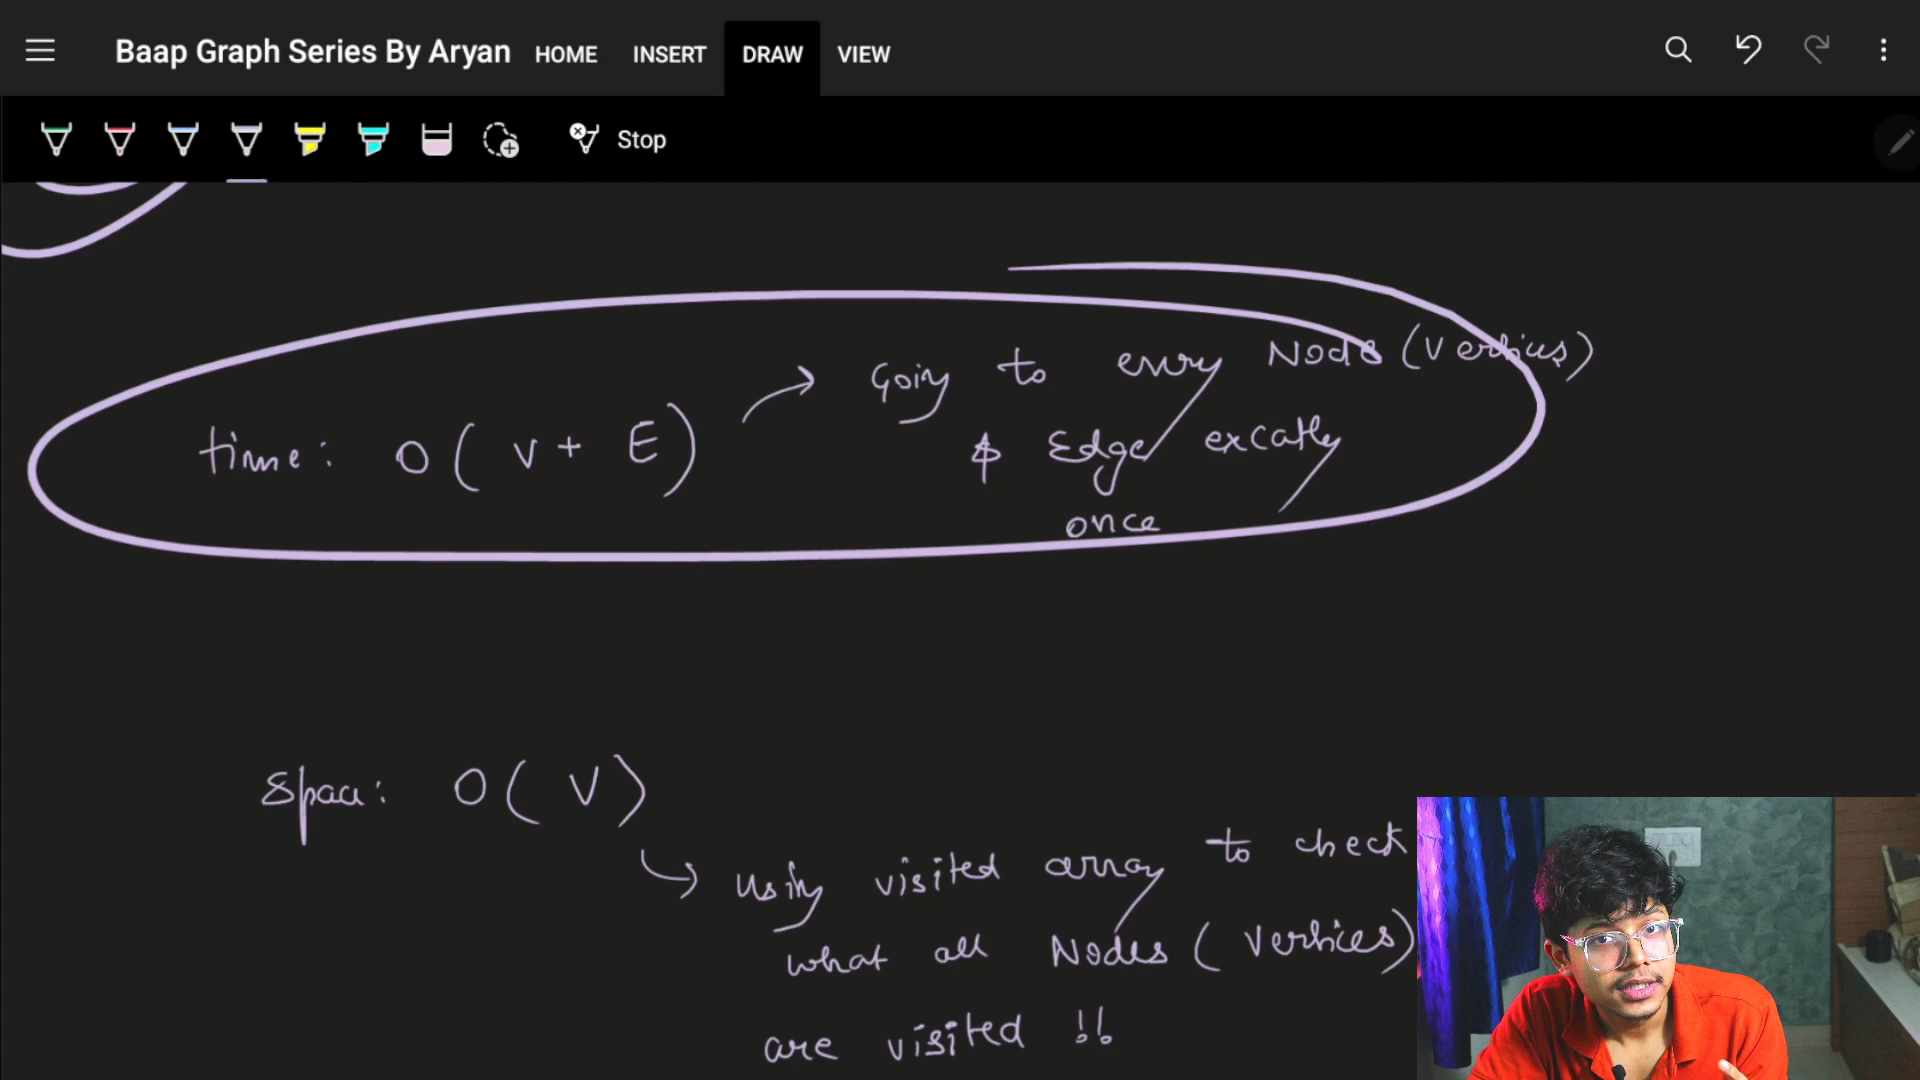 Baap Graph Series By Aryan HOME INSERT DRAW VIEW
Stop
Going to every Node (Vertices)
time: O( V + E) & Edge excatly
once
Space: O( V )
Using visited array to check
what all Nodes ( Vertices)
are visited !!